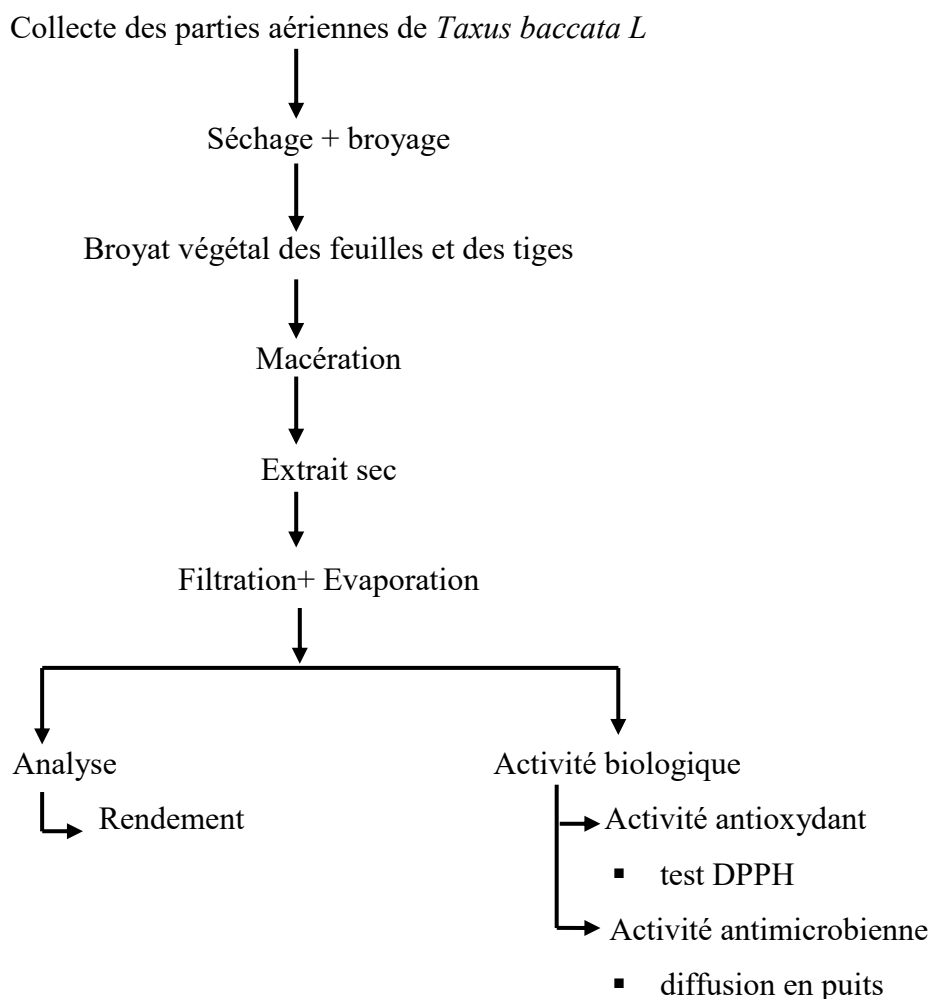 Collecte des parties aériennes de Taxus baccata L
Séchage + broyage
Broyat végétal des feuilles et des tiges
Macération
Extrait sec
Filtration+ Evaporation
Analyse
Rendement
Activité biologique
Activité antioxydant
▪ test DPPH
Activité antimicrobienne
▪ diffusion en puits